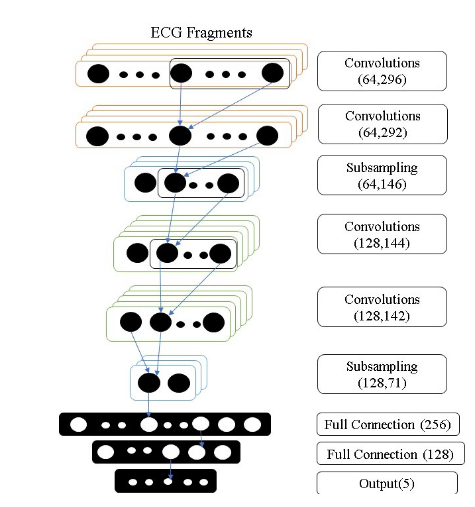 ECG Fragments
Convolutions
(64,296)
Convolutions
(64,292)
Subsampling
(64,146)
Convolutions
(128,144)
Convolutions
(128,142)
Subsampling
(128,71)
Full Connection (256)
Full Connection (128)
Output(5)